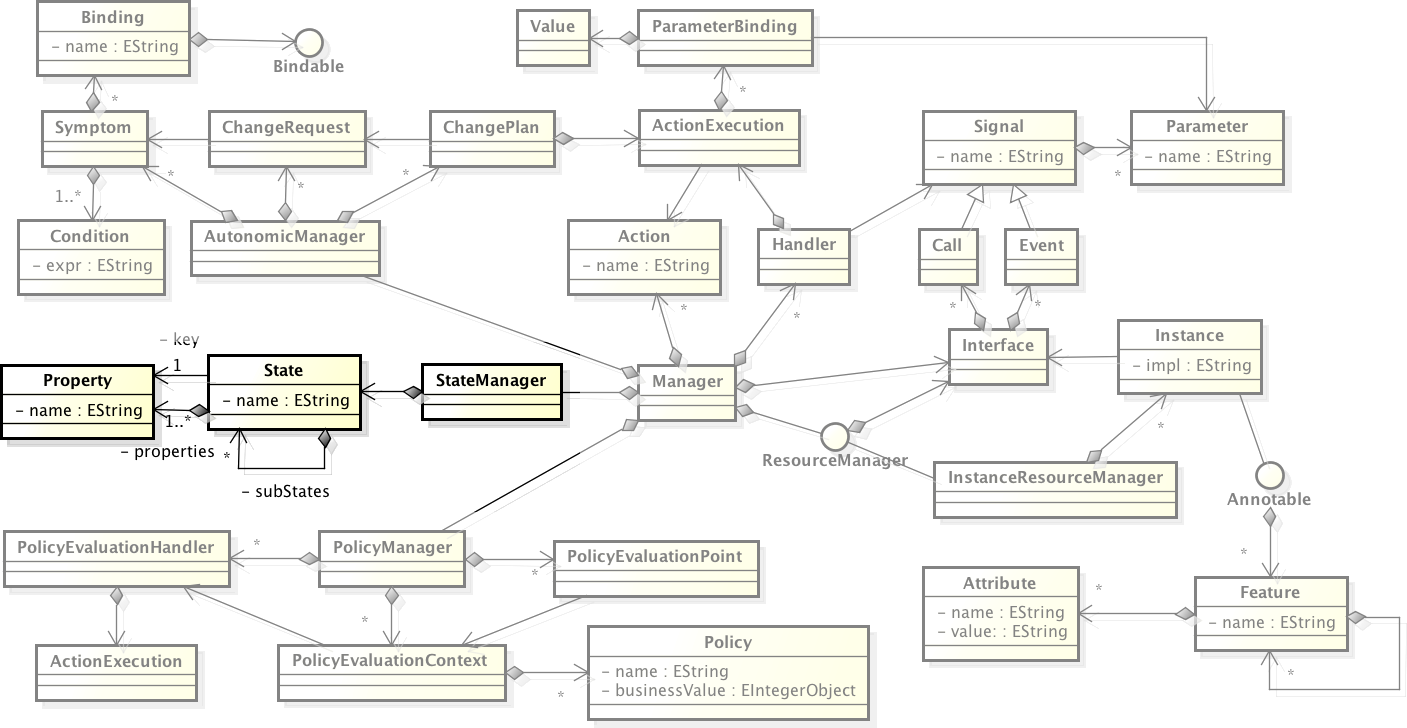 Binding
- name : EString
Bindable
Value
ParameterBinding
*
*
Symptom
ChangeRequest
ChangePlan
ActionExecution
Signal
- name : EString
Parameter
- name : EString
*
1..*
*
*
*
Condition
- expr : EString
AutonomicManager
Action
- name : EString
Handler
Call
Event
*
*
*
*
Interface
Instance
- impl : EString
- key
1
Property
- name : EString
State
- name : EString
StateManager
Manager
1..*
- properties
*
- subStates
*
ResourceManager
InstanceResourceManager
Annotable
PolicyEvaluationHandler
*
PolicyManager
*
PolicyEvaluationPoint
*
Attribute
- name : EString
- value: : EString
*
Feature
- name : EString
*
*
ActionExecution
PolicyEvaluationContext
*
Policy
- name : EString
- businessValue : EIntegerObject